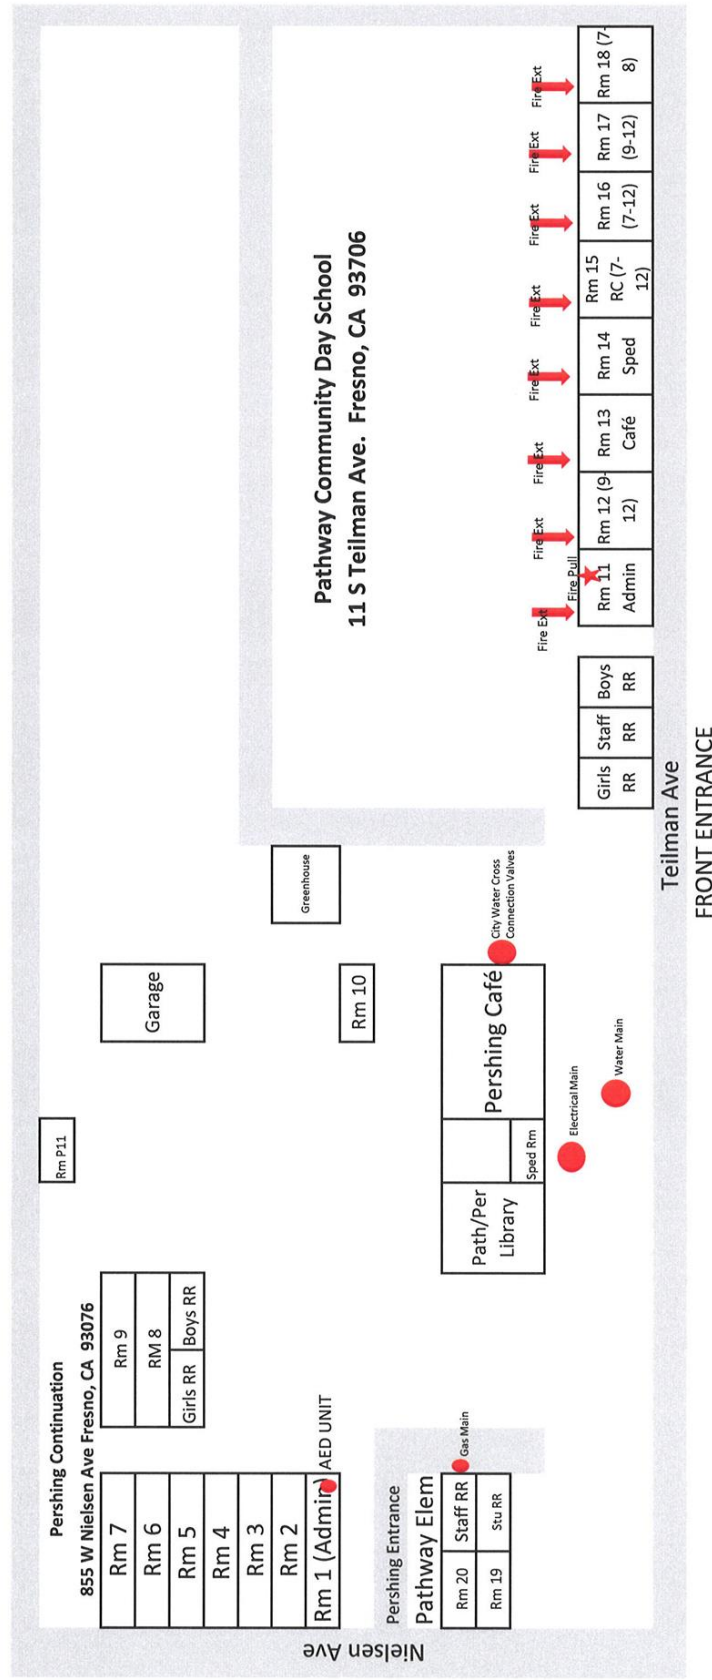 Pershing Continuation
855 W Nielsen Ave Fresno, CA  93076
Rm 7
Rm 6
Rm 5
Rm 4
Rm 3
Rm 2
Rm 1 (Admin)
AED UNIT
Rm 9
RM 8
Girls RR
Boys RR
Rm P11
Garage
Rm 10
Greenhouse
Nielsen Ave
Pershing Entrance
Pathway Elem
Rm 20
Staff RR
Rm 19
Stu RR
Gas Main
Path/Per
Library
Sped Rm
Pershing Café
City Water Cross
Connection Valves
Electrical Main
Water Main
Pathway Community Day School
11 S Teilman Ave.  Fresno, CA  93706
Girls
RR
Staff
RR
Boys
RR
Fire Ext
Fire Pull
Fire Ext
Fire Ext
Fire Ext
Fire Ext
Fire Ext
Fire Ext
Fire Ext
Rm 11
Admin
Rm 12 (9-
12)
Rm 13
Café
Rm 14
Sped
Rm 15
RC (7-
12)
Rm 16
(7-12)
Rm 17
(9-12)
Rm 18 (7-
8)
Teilman Ave
FRONT ENTRANCE